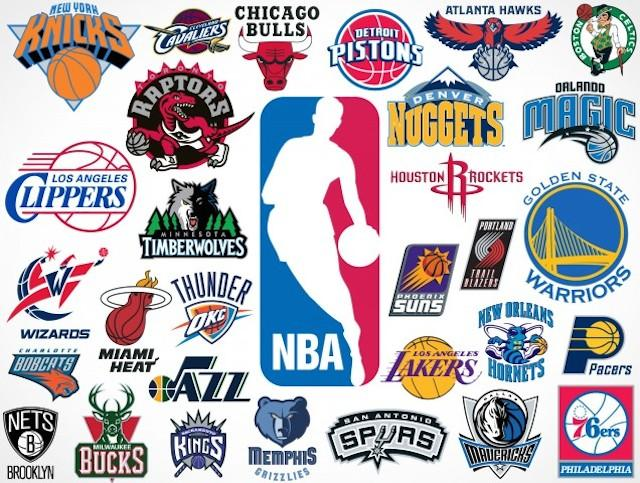 NEW YORK
KNICKS
CLEVELAND
CAVALIERS
CHICAGO
BULLS
DETROIT
PISTONS
ATLANTA HAWKS
BOSTON
CELTICS
TORONTO
RAPTORS
DENVER
NUGGETS
ORLANDO
MAGIC
LOS ANGELES
CLIPPERS
MINNESOTA
TIMBERWOLVES
NBA
HOUSTON R ROCKETS
PORTLAND
TRAIL
BLAZERS
GOLDEN STATE
WARRIORS
W
WIZARDS
MIAMI
HEAT
THUNDER
OKC
PHOENIX
SUNS
NEW ORLEANS
HORNETS
P
Pacers
CHARLOTTE
BOBCATS
JAZZ
LOS ANGELES
LAKERS
NETS
B
BROOKLYN
MILWAUKEE
BUCKS
SACRAMENTO
KINGS
MEMPHIS
GRIZZLIES
SAN ANTONIO
SPURS
M
MAVERICKS
76ers
PHILADELPHIA